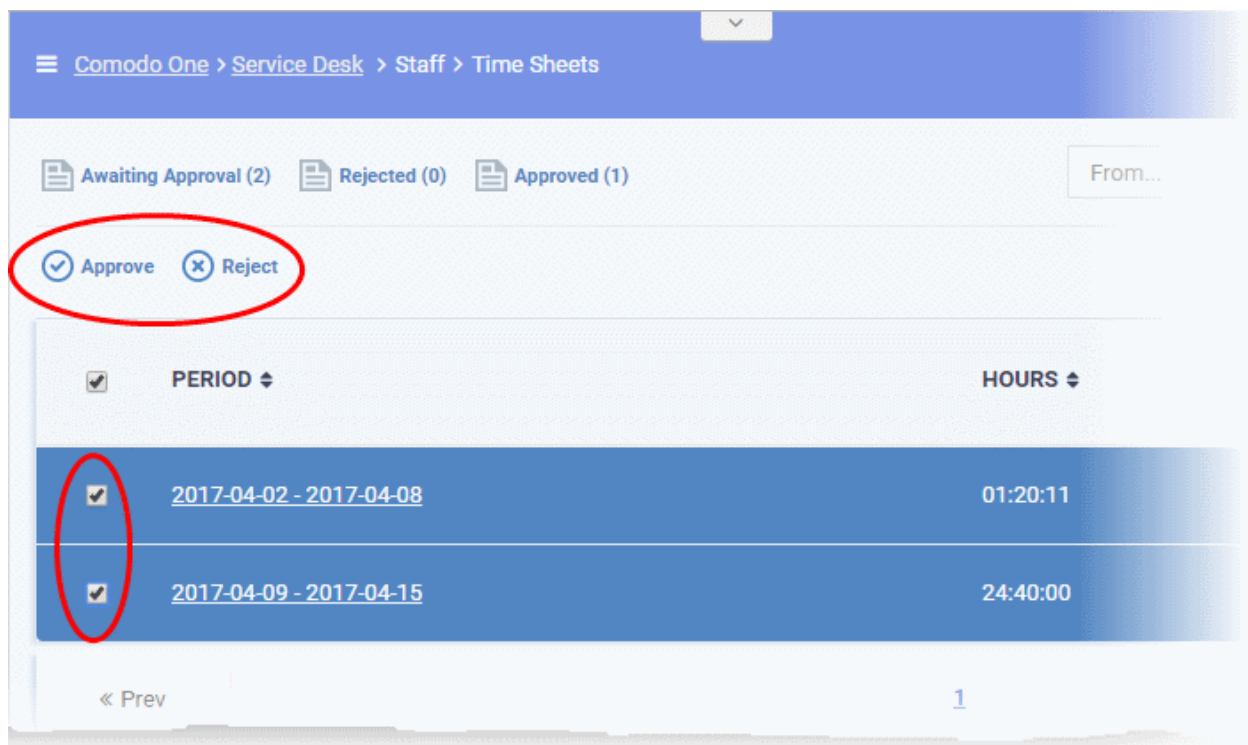 Comodo One > Service Desk > Staff > Time Sheets
Awaiting Approval (2) Rejected (0) Approved (1) From...
Approve Reject
PERIOD HOURS
2017-04-02 - 2017-04-08 01:20:11
2017-04-09 - 2017-04-15 24:40:00
« Prev 1